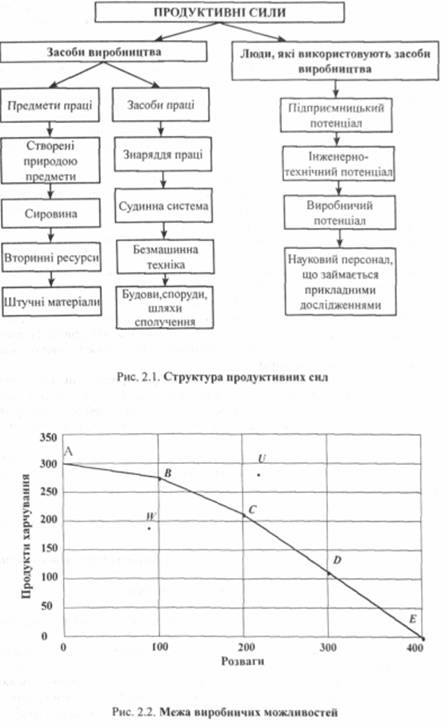 ПРОДУКТИВНІ СИЛИ
Засоби виробництва
Люди, які використовують засоби
виробництва
Предмети праці
Засоби праці
Підприємницький
потенціал
Створені
природою
предмети
Знаряддя праці
Інженерно-
технічний потенціал
Сировина
Судинна система
Виробничий
потенціал
Вторинні ресурси
Безмашинна
техніка
Науковий персонал,
що займається
прикладними
дослідженнями
Штучні матеріали
Будови,споруди,
шляхи
сполучення
Рис. 2.1. Структура продуктивних сил
350
300
250
200
150
100
50
0
Продукти харчування
A
B
U
W
C
D
E
0
100
200
300
400
Розваги
Рис. 2.2. Межа виробничих можливостей